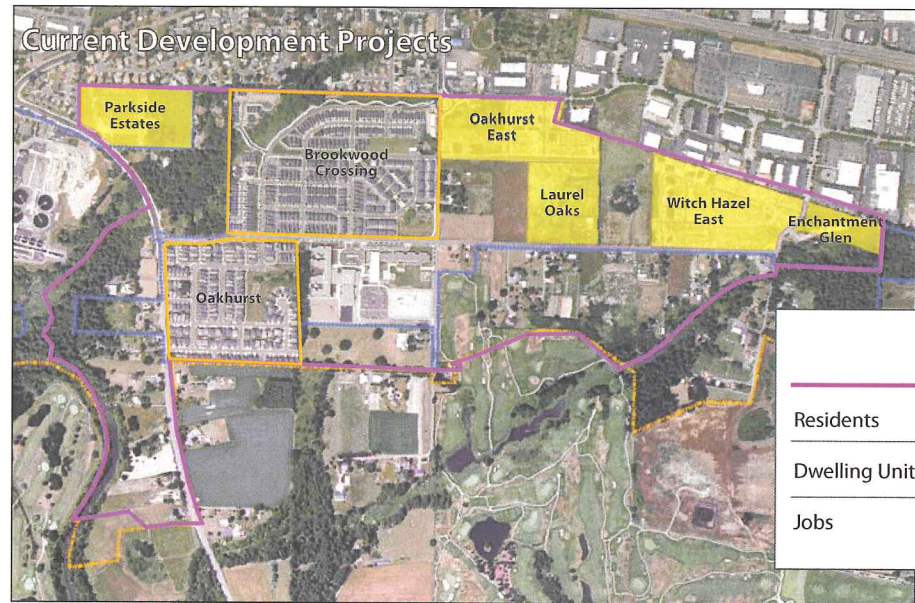 Current Development Projects
Parkside
Estates
Brookwood
Crossing
Oakhurst
East
Laurel
Oaks
Witch Hazel
East
Enchantment
Glen
Oakhurst
Residents
Dwelling Unit
Jobs